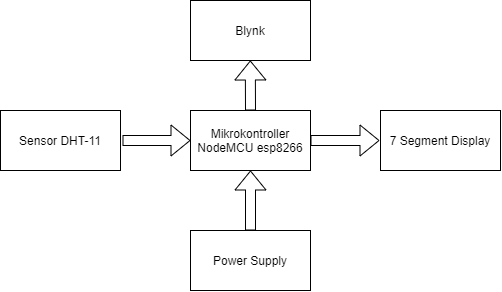 Blynk
Sensor DHT-11
Mikrokontroller
NodeMCU esp8266
7 Segment Display
Power Supply